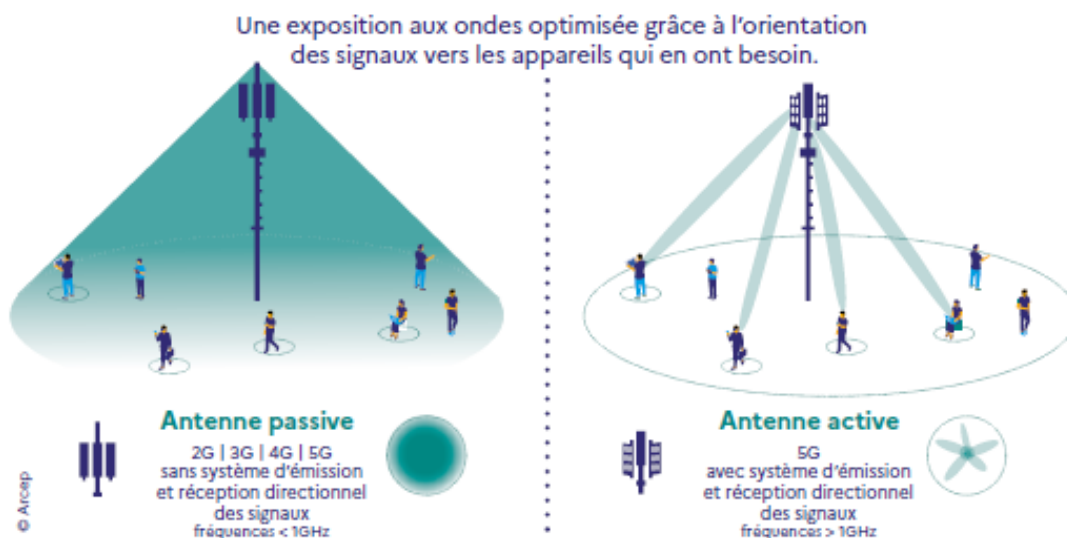 Une exposition aux ondes optimisée grâce à l'orientation
des signaux vers les appareils qui en ont besoin.
Antenne passive
2G | 3G | 4G | 5G
sans système d'émission
et réception directionnel
des signaux
fréquences < 1GHz
Antenne active
5G
avec système d'émission
et réception directionnel
des signaux
fréquences > 1GHz
© Arcep